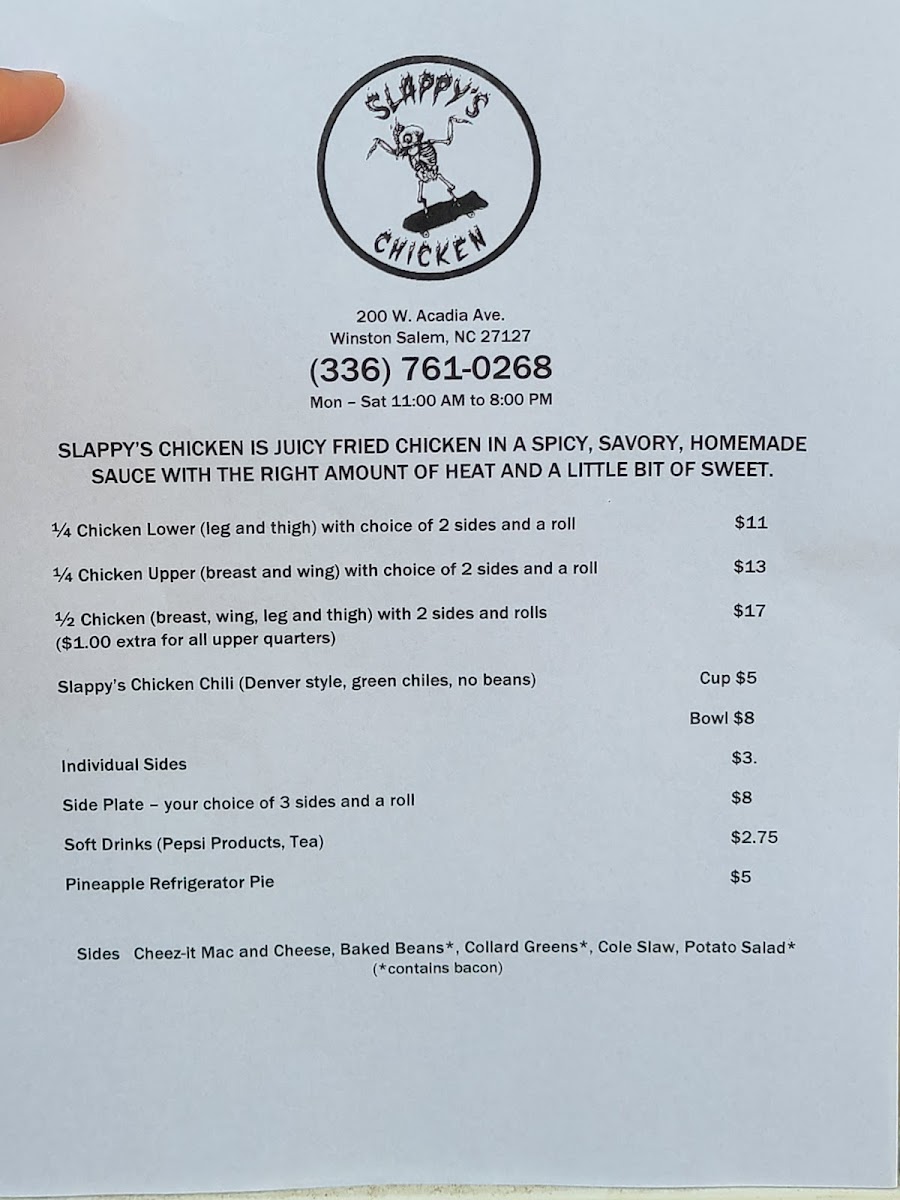 SLAPPY'S
CHICKEN
200 W. Acadia Ave.
Winston Salem, NC 27127
(336) 761-0268
Mon – Sat 11:00 AM to 8:00 PM
SLAPPY'S CHICKEN IS JUICY FRIED CHICKEN IN A SPICY, SAVORY, HOMEMADE
SAUCE WITH THE RIGHT AMOUNT OF HEAT AND A LITTLE BIT OF SWEET.
¼ Chicken Lower (leg and thigh) with choice of 2 sides and a roll $11
¼ Chicken Upper (breast and wing) with choice of 2 sides and a roll $13
½ Chicken (breast, wing, leg and thigh) with 2 sides and rolls $17
($1.00 extra for all upper quarters)
Slappy's Chicken Chili (Denver style, green chiles, no beans) Cup $5
Bowl $8
Individual Sides $3.
Side Plate – your choice of 3 sides and a roll $8
Soft Drinks (Pepsi Products, Tea) $2.75
Pineapple Refrigerator Pie $5
Sides Cheez-It Mac and Cheese, Baked Beans*, Collard Greens*, Cole Slaw, Potato Salad*
(*contains bacon)